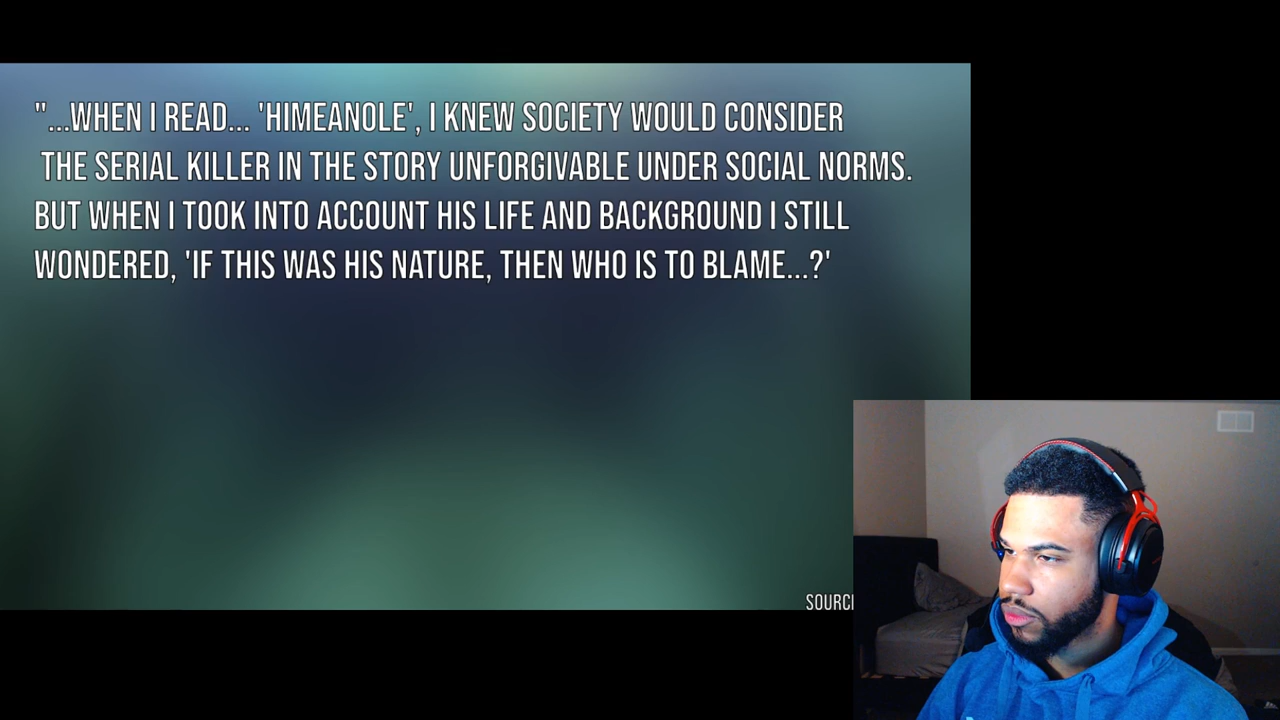 "...WHEN I READ... 'HIMEANOLE', I KNEW SOCIETY WOULD CONSIDER
THE SERIAL KILLER IN THE STORY UNFORGIVABLE UNDER SOCIAL NORMS.
BUT WHEN I TOOK INTO ACCOUNT HIS LIFE AND BACKGROUND I STILL
WONDERED, 'IF THIS WAS HIS NATURE, THEN WHO IS TO BLAME...?'